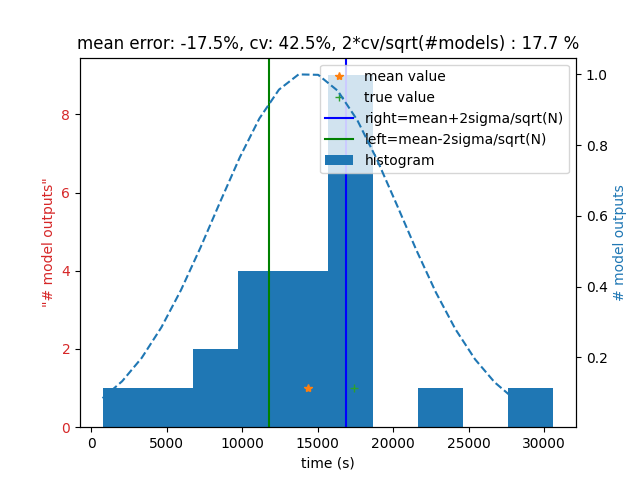 mean error: -17.5%, cv: 42.5%, 2*cv/sqrt(#models) : 17.7 %
mean value
true value
right=mean+2sigma/sqrt(N)
left=mean-2sigma/sqrt(N)
histogram
"# model outputs"
0
2
4
6
8
# model outputs
0.2
0.4
0.6
0.8
1.0
0
5000
10000
15000
20000
25000
30000
time (s)